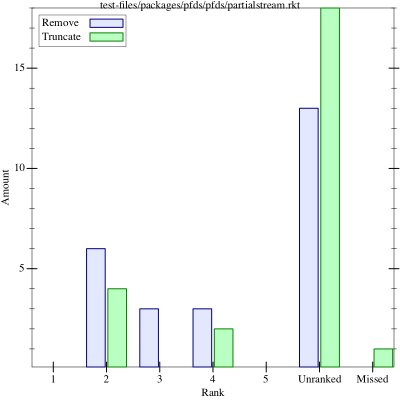 test-files/packages/pfds/pfds/partialstream.rkt
Remove
Truncate
15
10
5
Amount
1 2 3 4 5 Unranked Missed
Rank